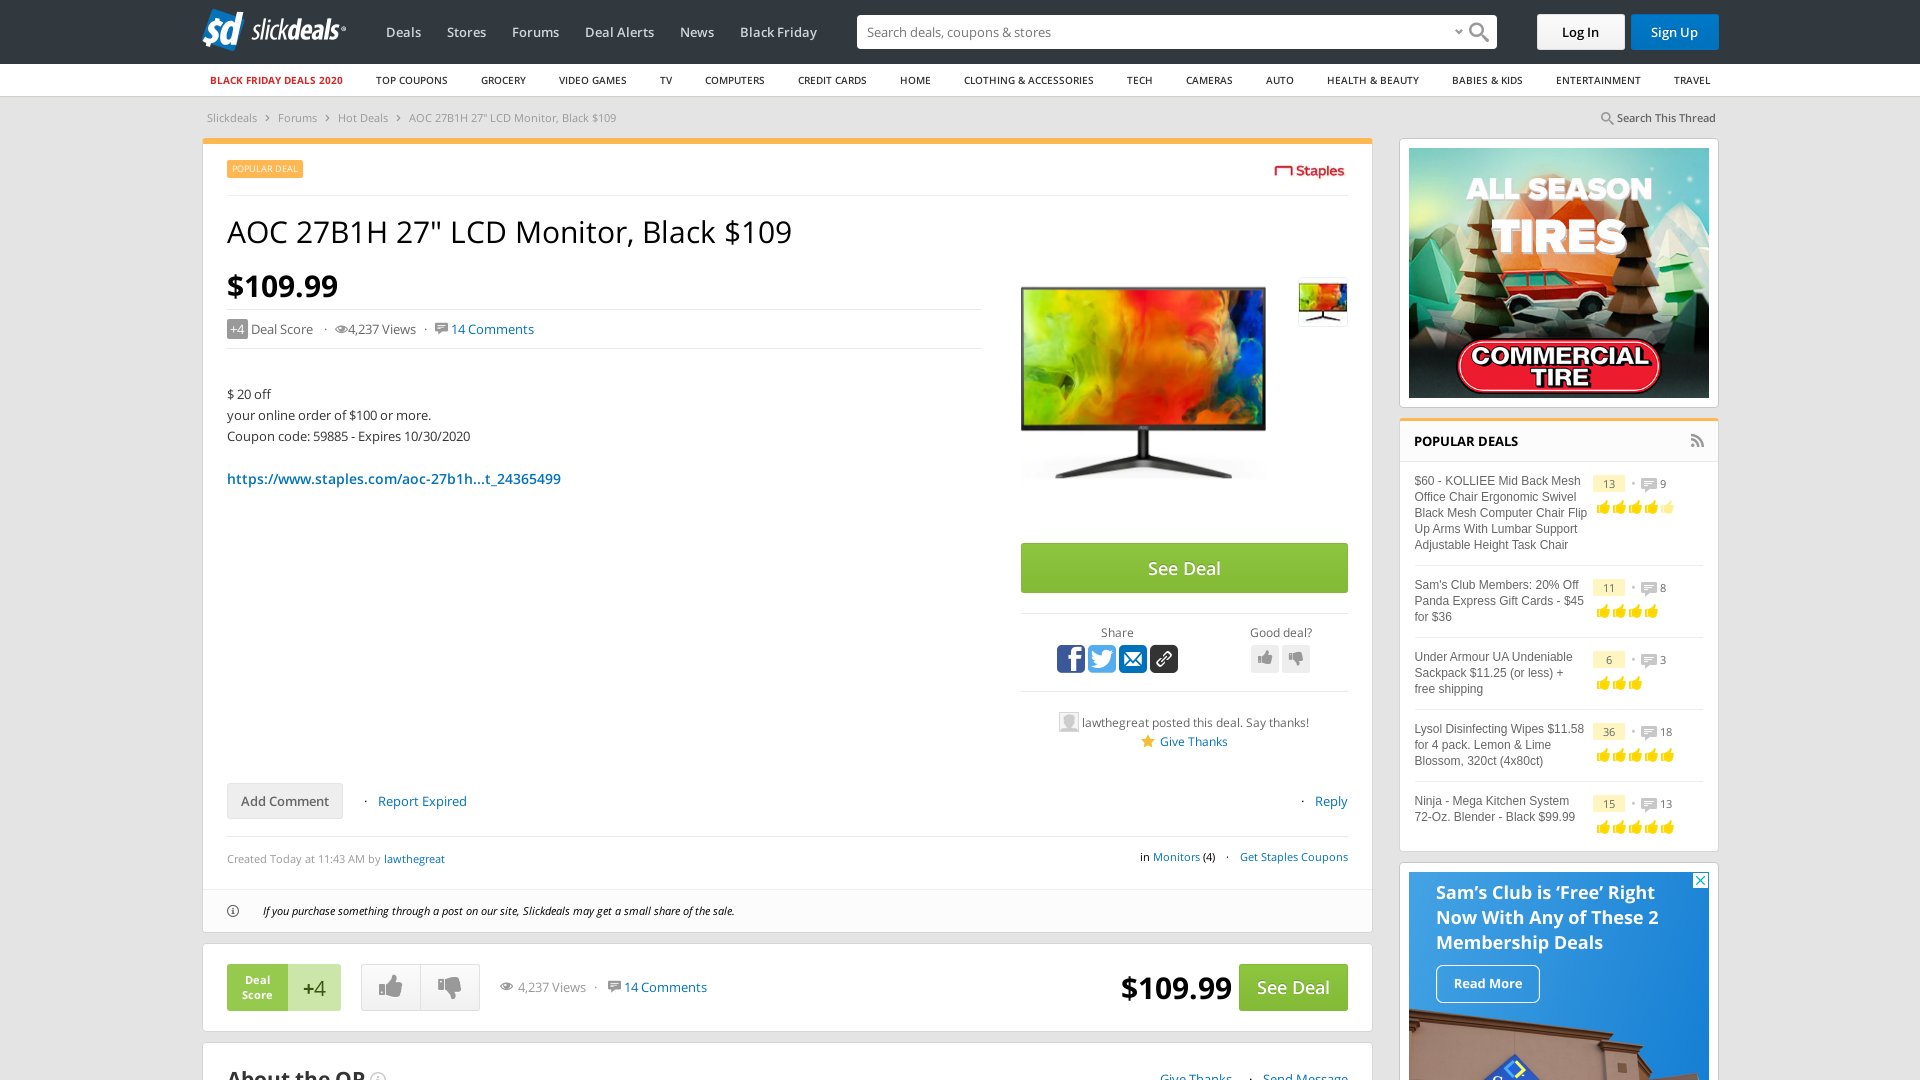 sd slickdeals
Deals Stores Forums Deal Alerts News Black Friday
Search deals, coupons & stores
Log In Sign Up
BLACK FRIDAY DEALS 2020 TOP COUPONS GROCERY VIDEO GAMES TV COMPUTERS CREDIT CARDS HOME CLOTHING & ACCESSORIES TECH CAMERAS AUTO HEALTH & BEAUTY BABIES & KIDS ENTERTAINMENT TRAVEL
Slickdeals › Forums › Hot Deals › AOC 27B1H 27" LCD Monitor, Black $109
Search This Thread
POPULAR DEAL
Staples
AOC 27B1H 27" LCD Monitor, Black $109
$109.99
+4 Deal Score · 4,237 Views · 14 Comments
$ 20 off
your online order of $100 or more.
Coupon code: 59885 - Expires 10/30/2020
https://www.staples.com/aoc-27b1h...t_24365499
See Deal
Share
Good deal?
lawthegreat posted this deal. Say thanks!
Give Thanks
Add Comment · Report Expired
· Reply
Created Today at 11:43 AM by lawthegreat
in Monitors (4) · Get Staples Coupons
If you purchase something through a post on our site, Slickdeals may get a small share of the sale.
Deal
Score
+4
4,237 Views · 14 Comments
$109.99
See Deal
About the OP
Give Thanks · Send Message
ALL SEASON
TIRES
COMMERCIAL
TIRE
POPULAR DEALS
$60 - KOLLIEE Mid Back Mesh
Office Chair Ergonomic Swivel
Black Mesh Computer Chair Flip
Up Arms With Lumbar Support
Adjustable Height Task Chair
13 · 9
Sam's Club Members: 20% Off
Panda Express Gift Cards - $45
for $36
11 · 8
Under Armour UA Undeniable
Sackpack $11.25 (or less) +
free shipping
6 · 3
Lysol Disinfecting Wipes $11.58
for 4 pack. Lemon & Lime
Blossom, 320ct (4x80ct)
36 · 18
Ninja - Mega Kitchen System
72-Oz. Blender - Black $99.99
15 · 13
Sam's Club is 'Free' Right
Now With Any of These 2
Membership Deals
Read More